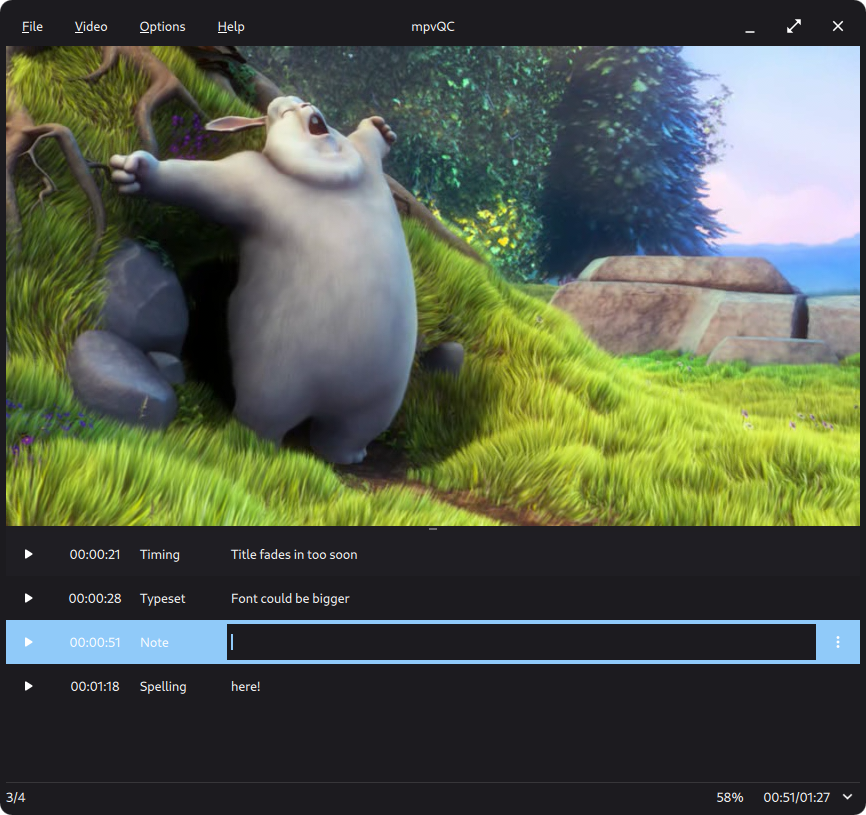 File Video Options Help mpvQC
00:00:21 Timing Title fades in too soon
00:00:28 Typeset Font could be bigger
00:00:51 Note
00:01:18 Spelling here!
3/4 58% 00:51/01:27